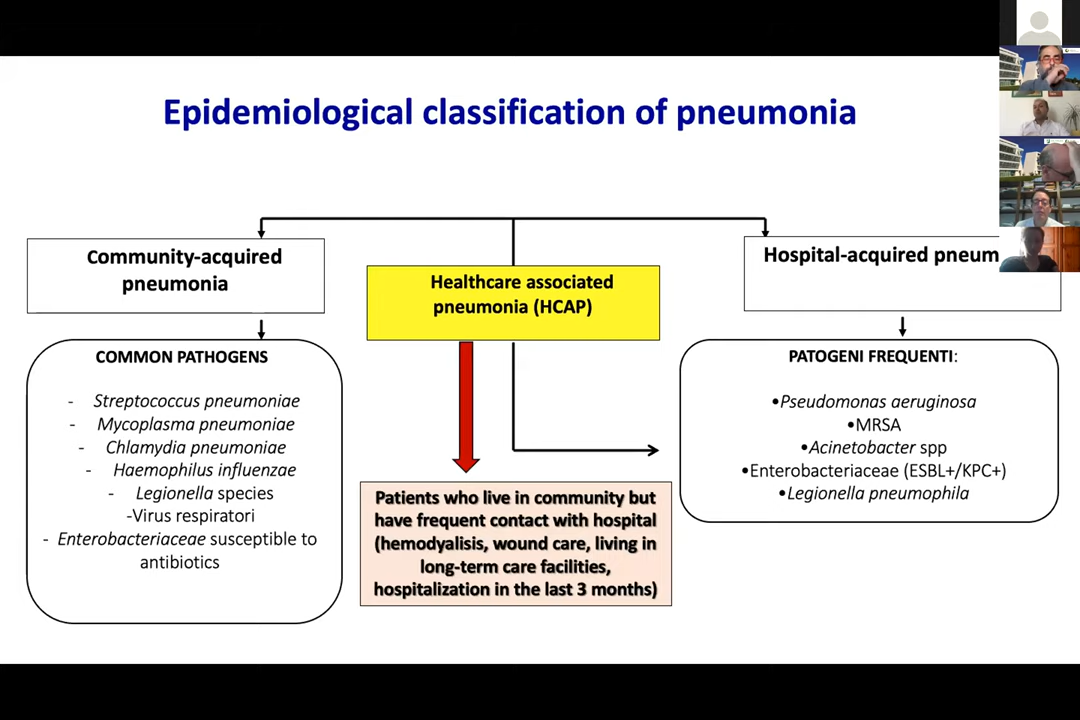 Epidemiological classification of pneumonia
Community-acquired
pneumonia
COMMON PATHOGENS
- Streptococcus pneumoniae
- Mycoplasma pneumoniae
- Chlamydia pneumoniae
- Haemophilus influenzae
- Legionella species
-Virus respiratori
- Enterobacteriaceae susceptible to
antibiotics
Healthcare associated
pneumonia (HCAP)
Patients who live in community but
have frequent contact with hospital
(hemodyalisis, wound care, living in
long-term care facilities,
hospitalization in the last 3 months)
Hospital-acquired pneum
PATOGENI FREQUENTI:
•Pseudomonas aeruginosa
•MRSA
•Acinetobacter spp
•Enterobacteriaceae (ESBL+/KPC+)
•Legionella pneumophila